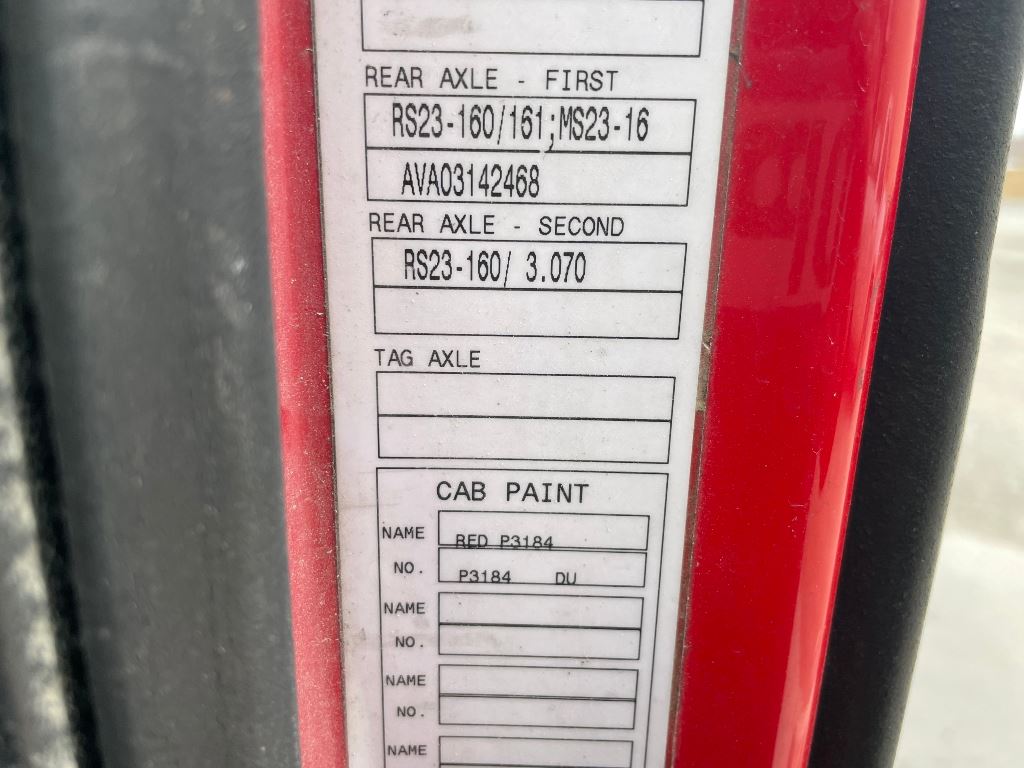 REAR AXLE - FIRST
RS23-160/161;MS23-16
AVA03142468
REAR AXLE - SECOND
RS23-160/ 3.070
TAG AXLE
CAB PAINT
NAME RED P3184
NO. P3184 DU
NAME
NO.
NAME
NO.
NAME